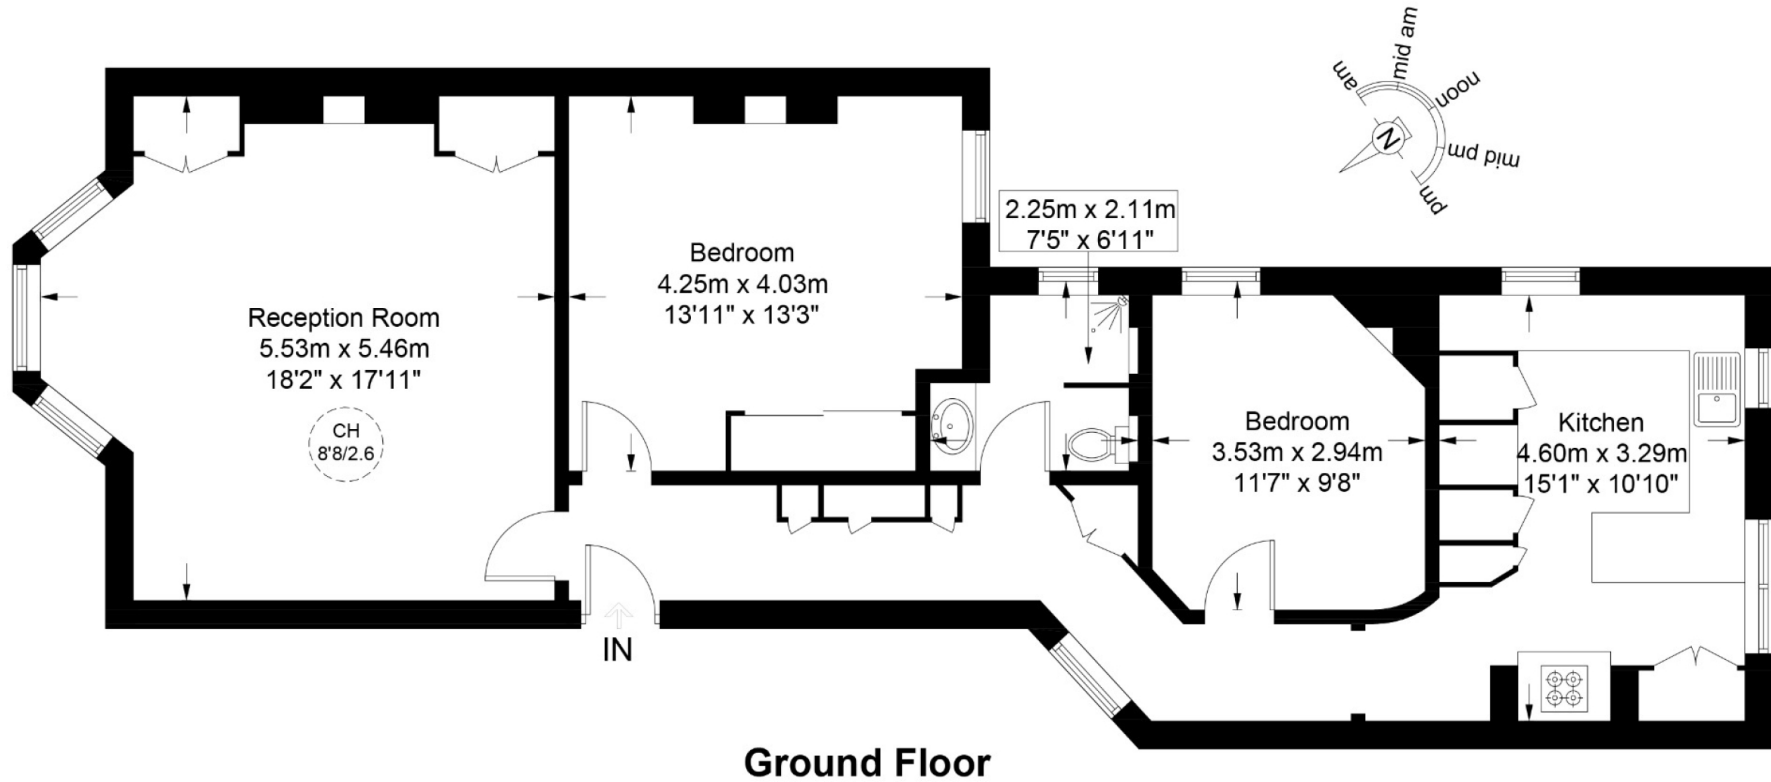 am
mid am
noon
mid pm
pm
N
2.25m x 2.11m
7'5" x 6'11"
Bedroom
4.25m x 4.03m
13'11" x 13'3"
Reception Room
5.53m x 5.46m
18'2" x 17'11"
CH
8'8/2.6
Bedroom
3.53m x 2.94m
11'7" x 9'8"
Kitchen
4.60m x 3.29m
15'1" x 10'10"
IN
Ground Floor